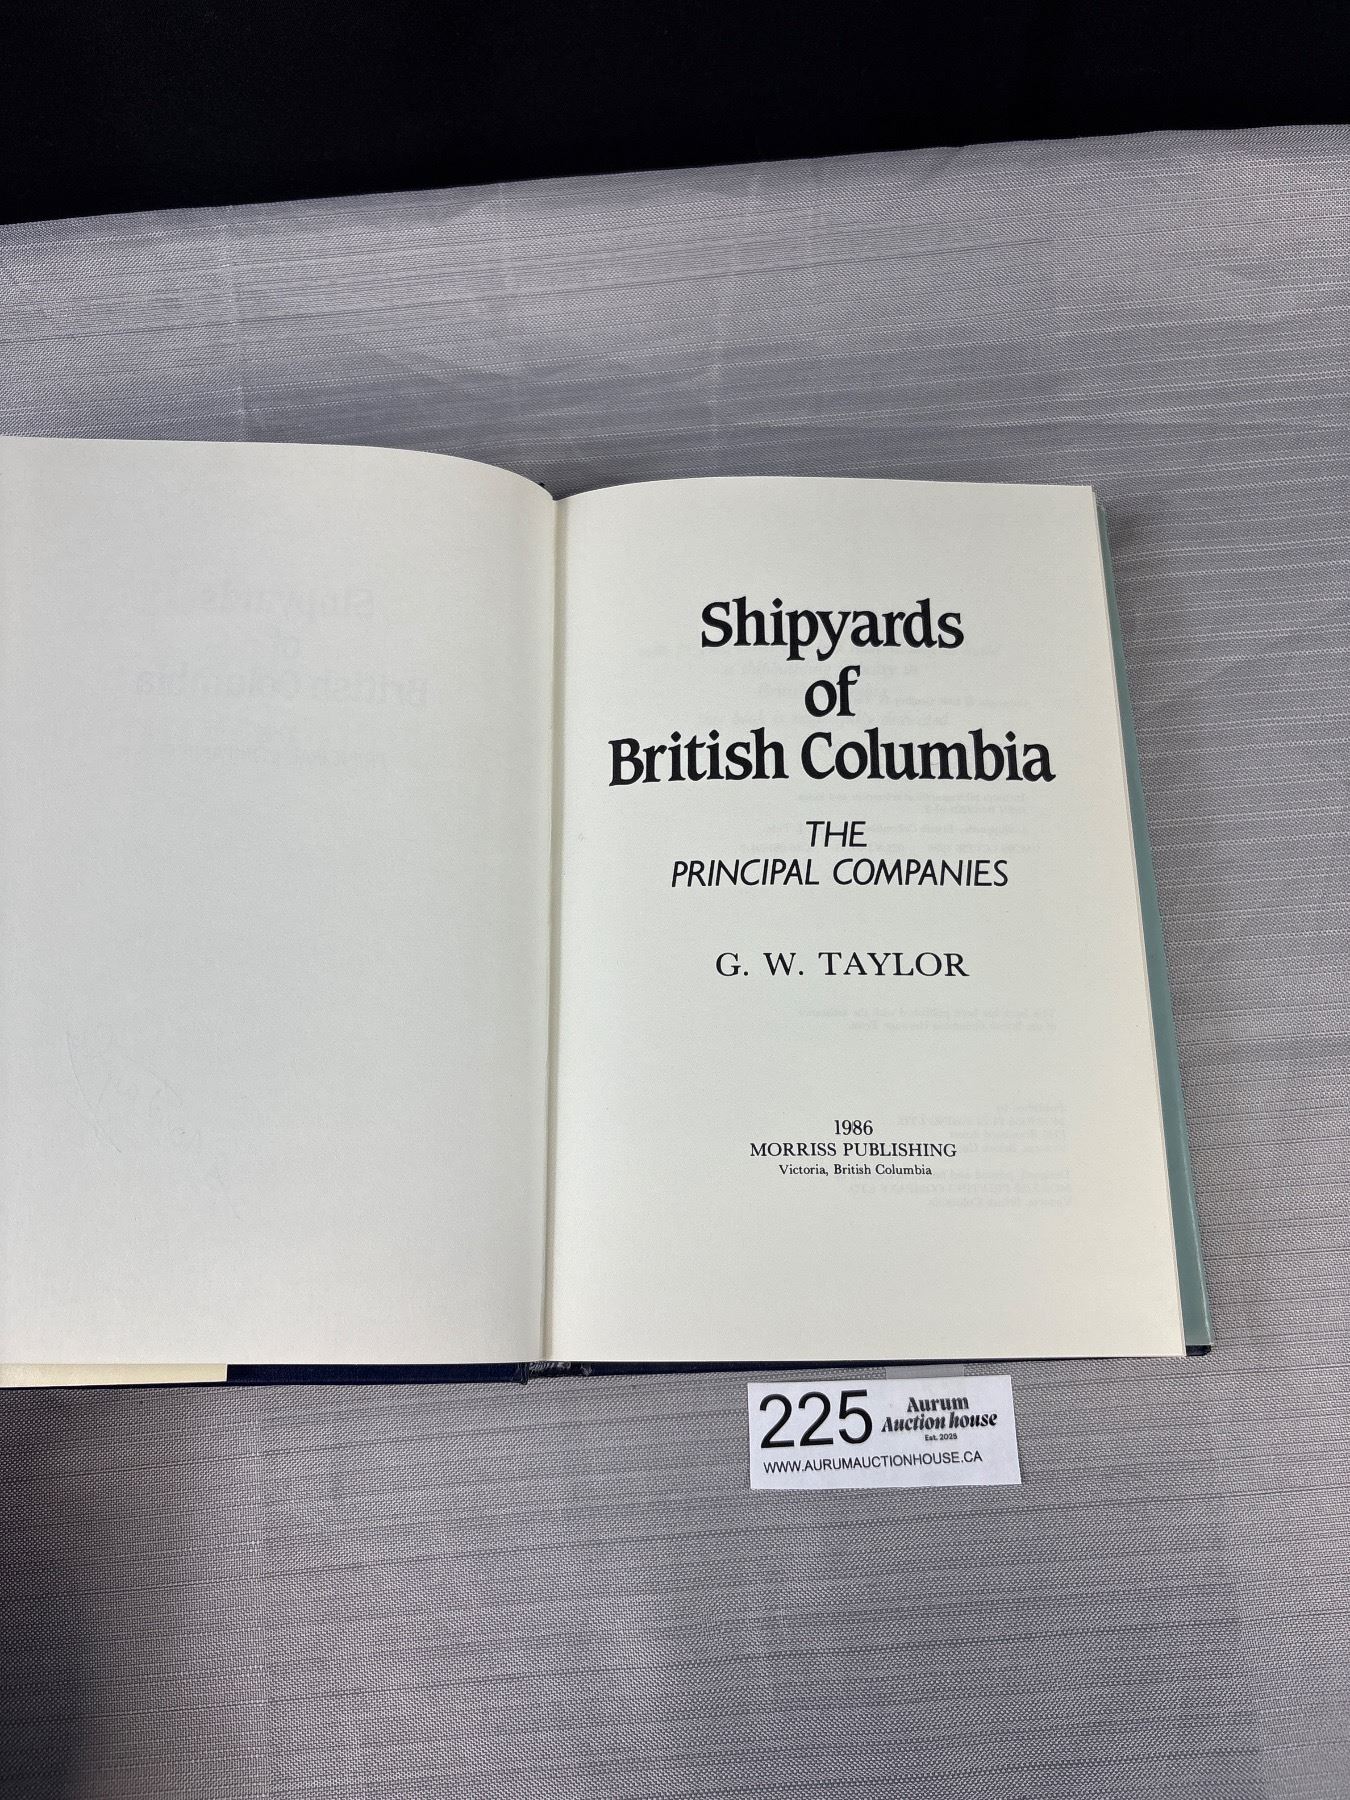 Shipyards
of
British Columbia
THE
PRINCIPAL COMPANIES
G. W. TAYLOR
1986
MORRISS PUBLISHING
Victoria, British Columbia
225
Aurum
Auction house
Est. 2025
WWW.AURUMAUCTIONHOUSE.CA